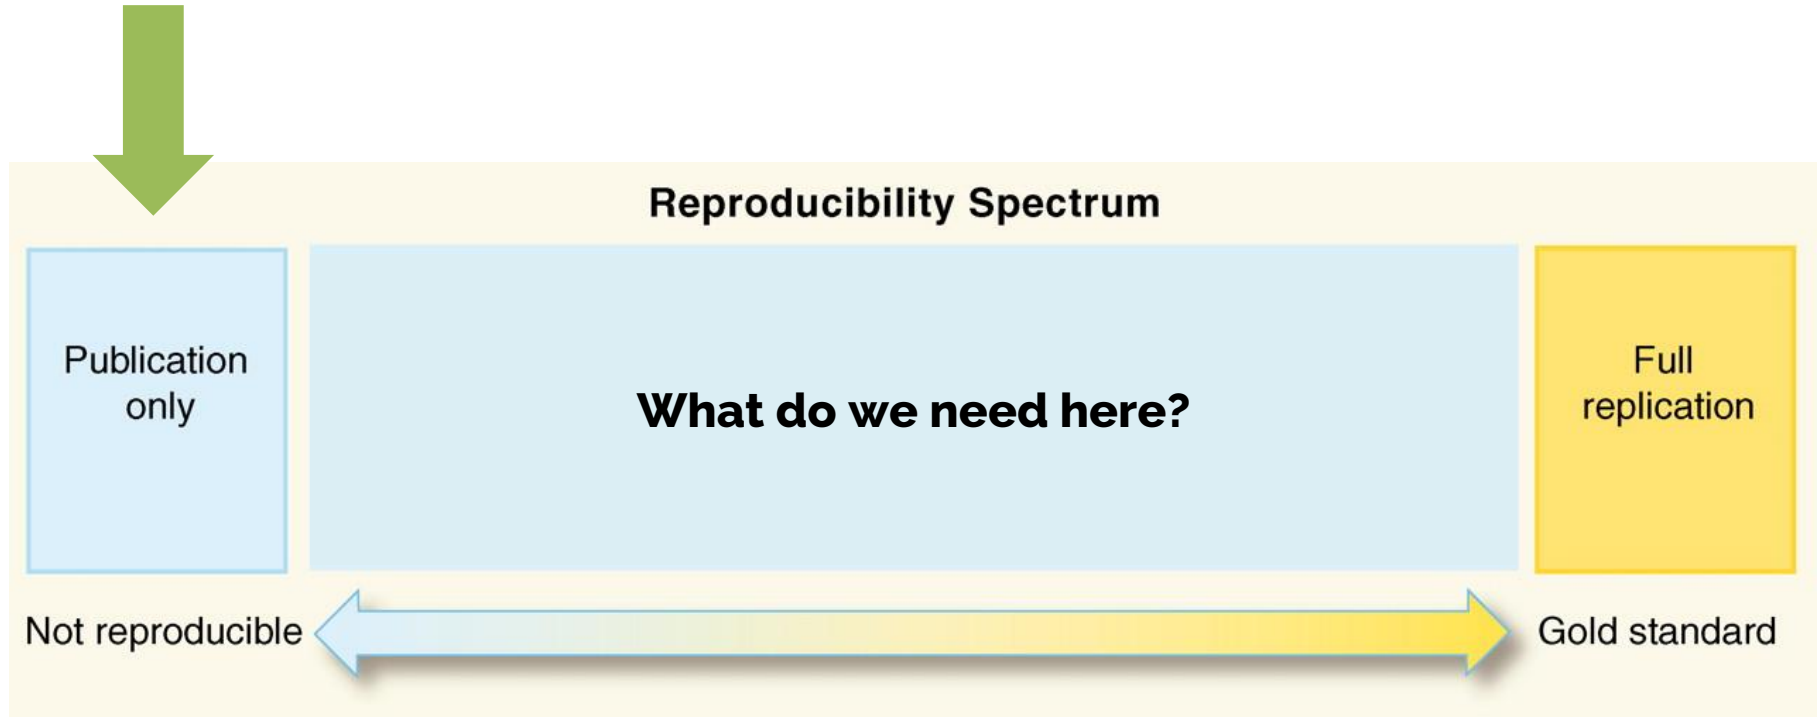 Reproducibility Spectrum
Publication
only
What do we need here?
Full
replication
Not reproducible
Gold standard